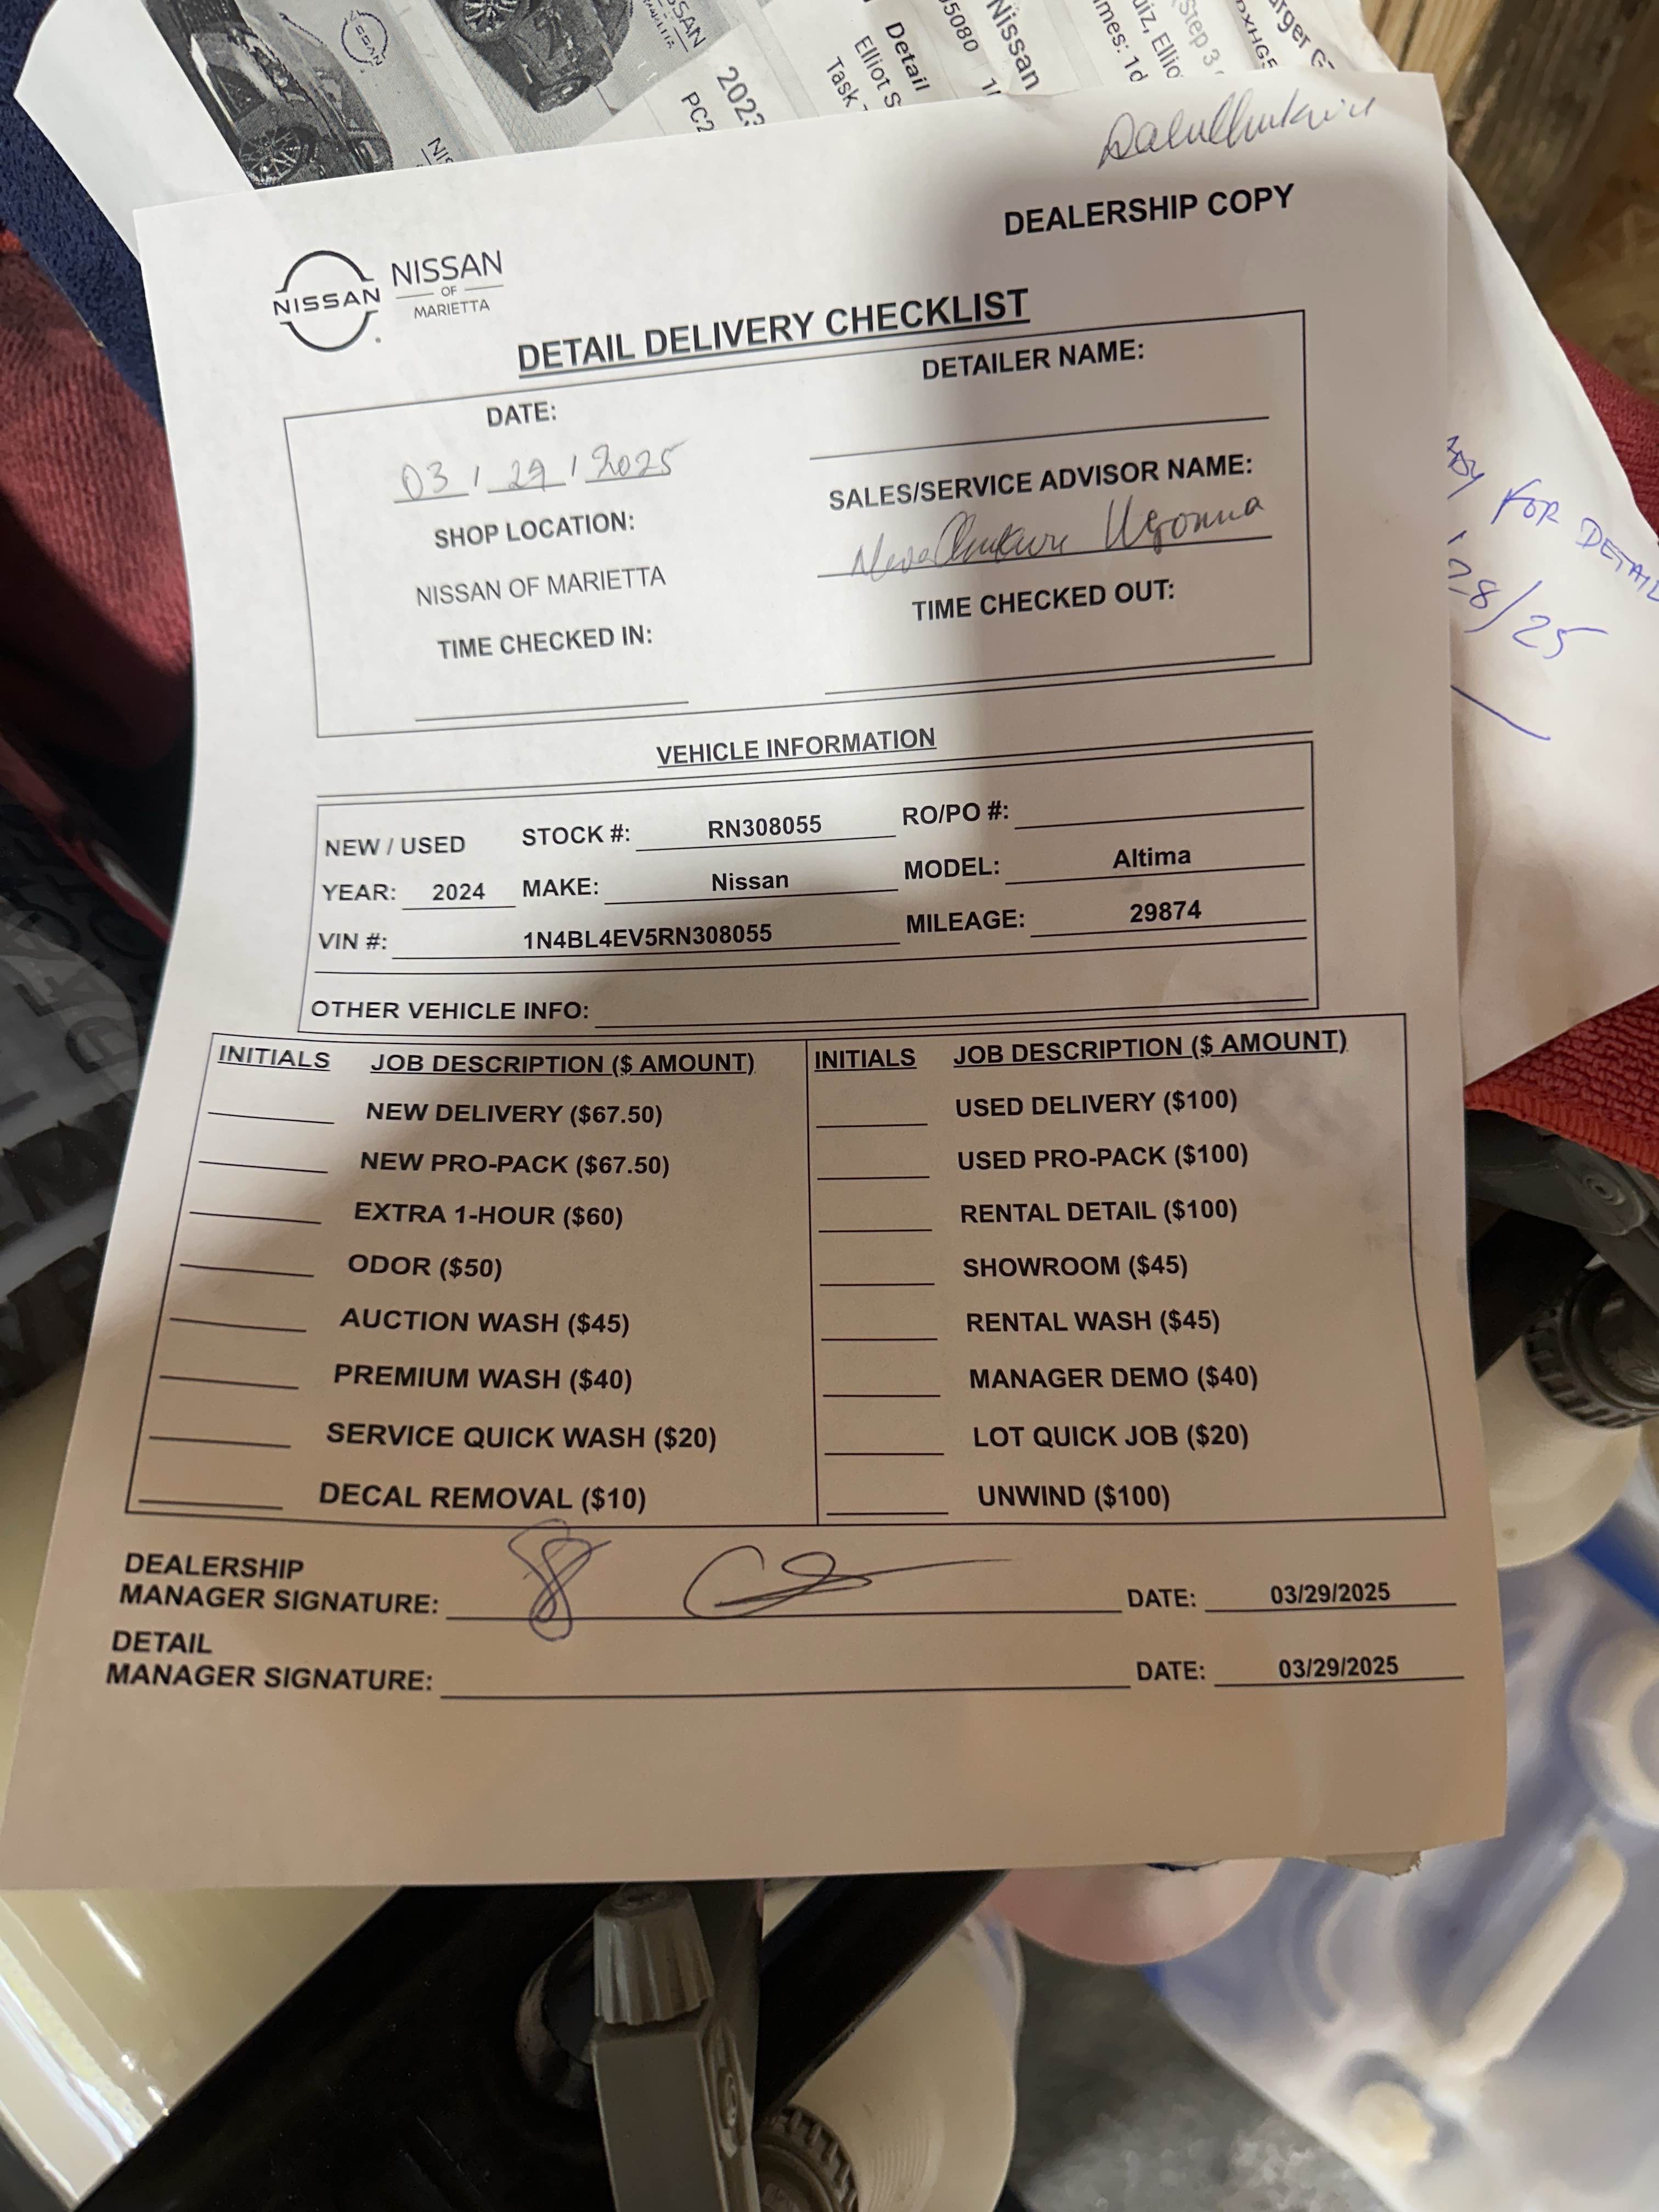 NISSAN
2023
PC2
Detail
Elliot S
Task
Nissan
DEALERSHIP COPY
NISSAN
NISSAN
OF
MARIETTA
DETAIL DELIVERY CHECKLIST
DATE:
DETAILER NAME:
03 / 29 / 2025
SHOP LOCATION:
SALES/SERVICE ADVISOR NAME:
Ugonna
NISSAN OF MARIETTA
TIME CHECKED IN:
TIME CHECKED OUT:
FOR DETAIL
28/25
VEHICLE INFORMATION
NEW / USED STOCK #: RN308055 RO/PO #:
YEAR: 2024 MAKE: Nissan MODEL: Altima
VIN #: 1N4BL4EV5RN308055 MILEAGE: 29874
OTHER VEHICLE INFO:
INITIALS JOB DESCRIPTION ($ AMOUNT) INITIALS JOB DESCRIPTION ($ AMOUNT)
NEW DELIVERY ($67.50) USED DELIVERY ($100)
NEW PRO-PACK ($67.50) USED PRO-PACK ($100)
EXTRA 1-HOUR ($60) RENTAL DETAIL ($100)
ODOR ($50) SHOWROOM ($45)
AUCTION WASH ($45) RENTAL WASH ($45)
PREMIUM WASH ($40) MANAGER DEMO ($40)
SERVICE QUICK WASH ($20) LOT QUICK JOB ($20)
DECAL REMOVAL ($10) UNWIND ($100)
DEALERSHIP
MANAGER SIGNATURE: DATE: 03/29/2025
DETAIL
MANAGER SIGNATURE: DATE: 03/29/2025